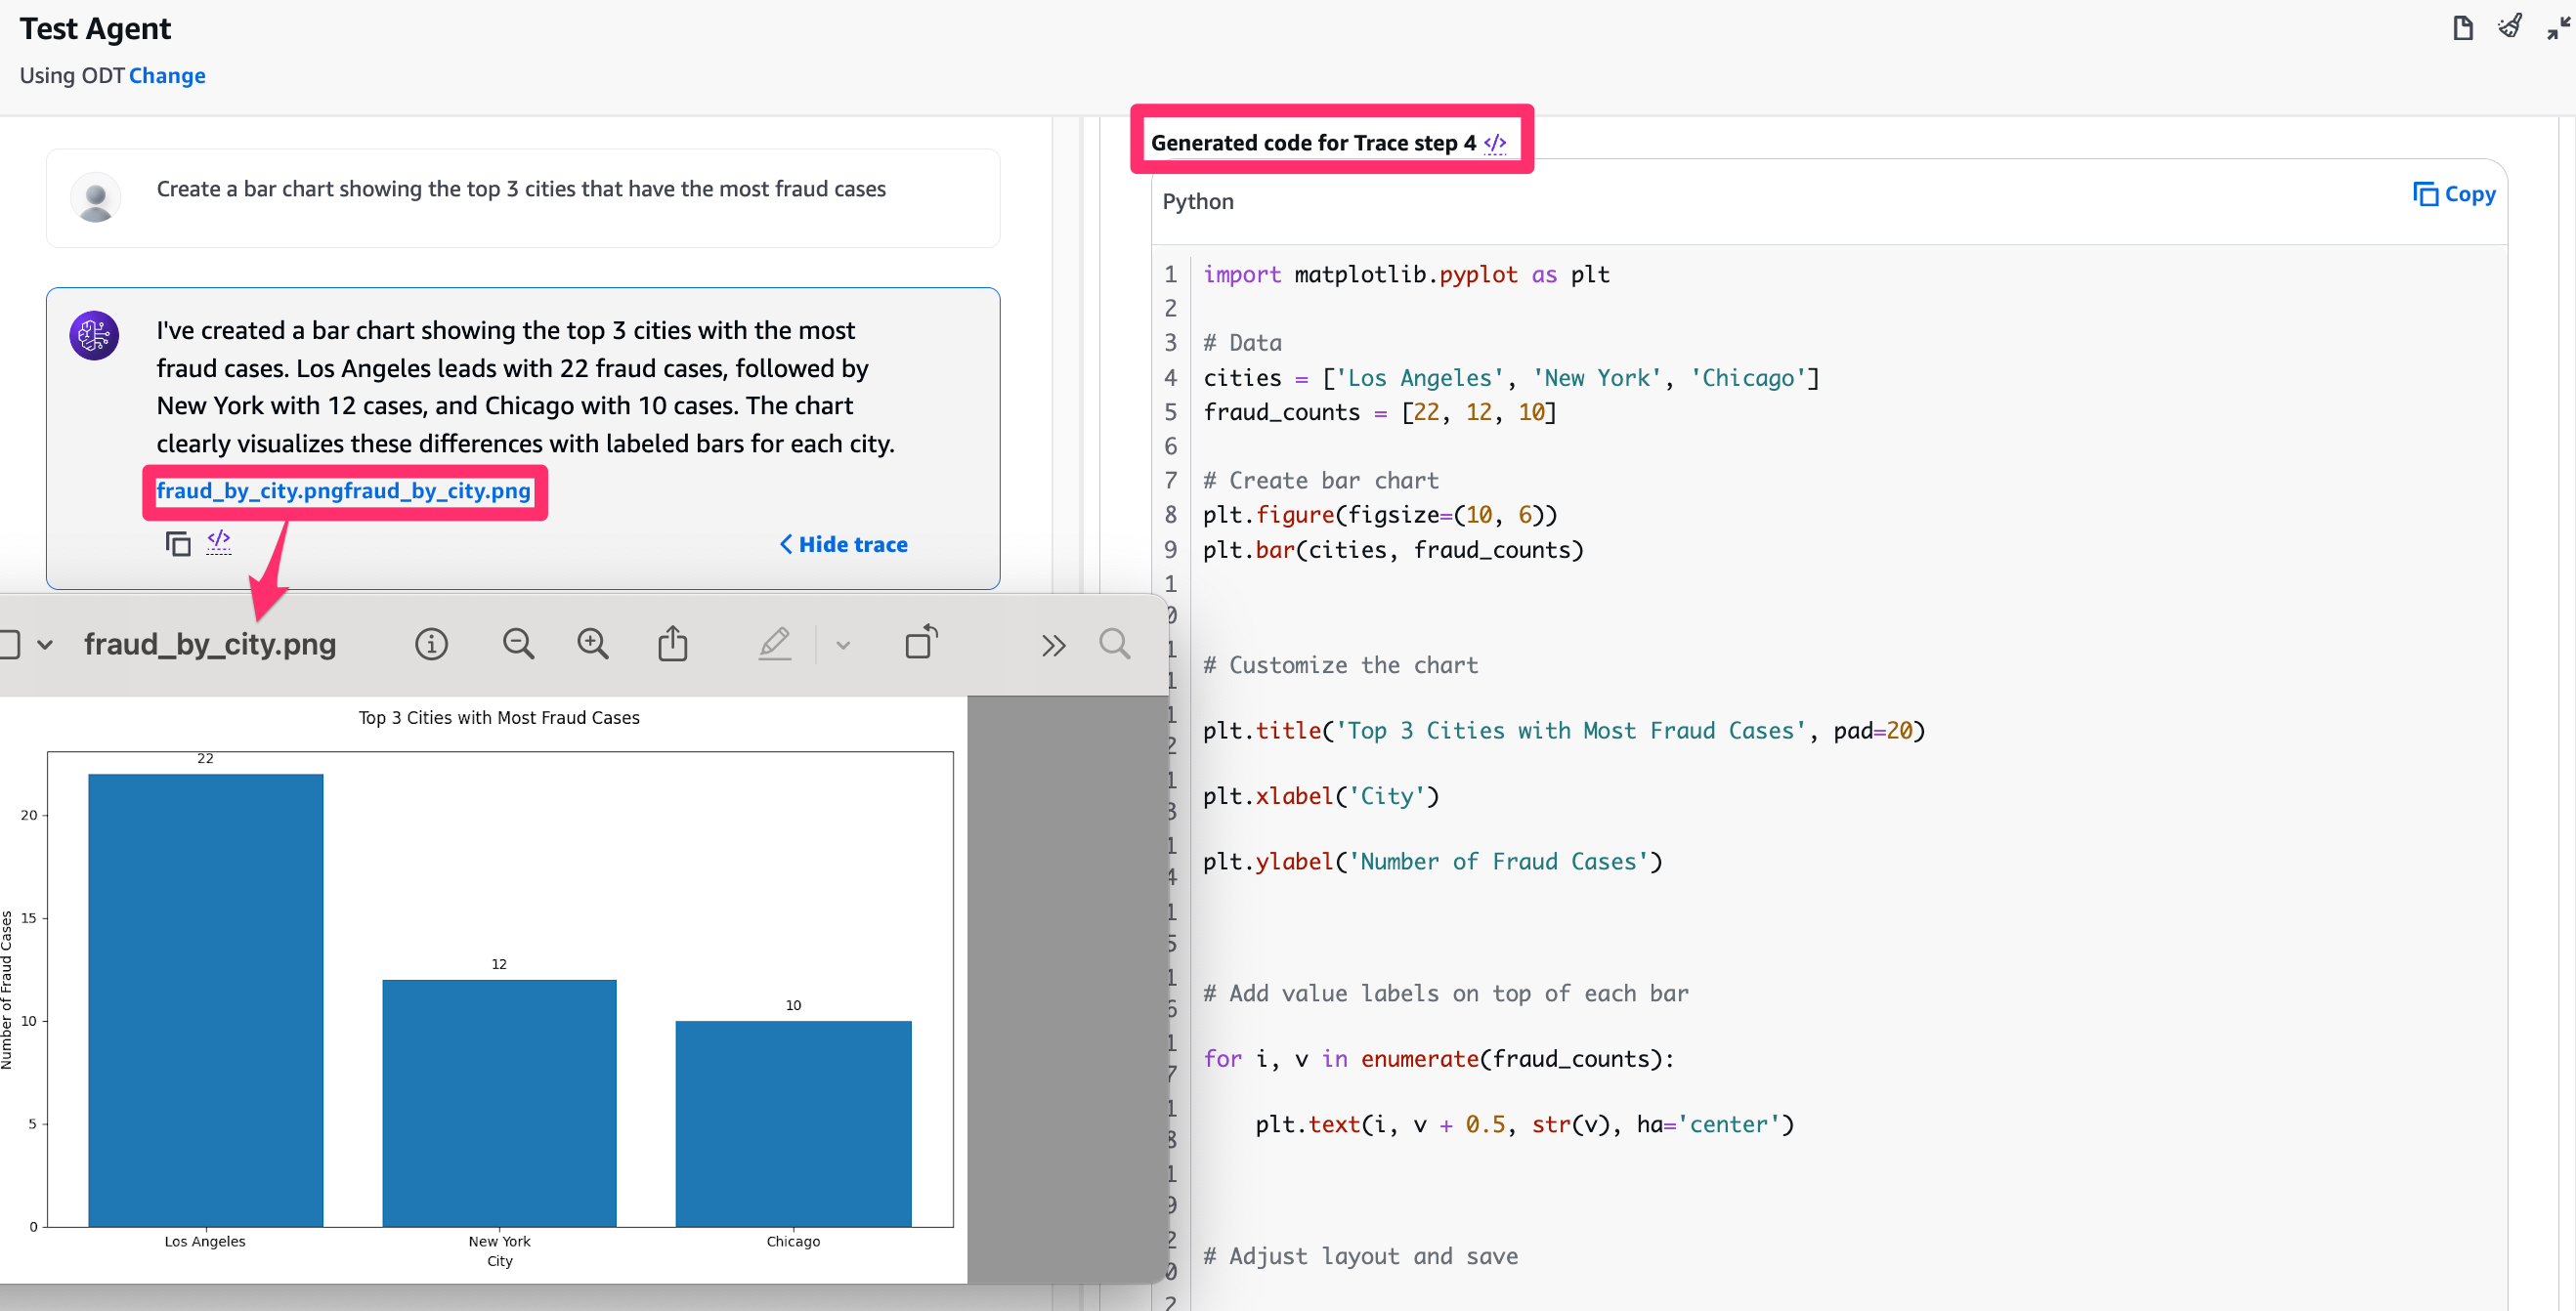 Test Agent
Using ODT Change
Create a bar chart showing the top 3 cities that have the most fraud cases
I've created a bar chart showing the top 3 cities with the most
fraud cases. Los Angeles leads with 22 fraud cases, followed by
New York with 12 cases, and Chicago with 10 cases. The chart
clearly visualizes these differences with labeled bars for each city.
fraud_by_city.pngfraud_by_city.png
</>
Hide trace
fraud_by_city.png
Top 3 Cities with Most Fraud Cases
22
12
10
20
15
10
5
0
Number of Fraud Cases
Los Angeles
New York
Chicago
City
Generated code for Trace step 4 </>
Python
Copy
1 import matplotlib.pyplot as plt
2
3 # Data
4 cities = ['Los Angeles', 'New York', 'Chicago']
5 fraud_counts = [22, 12, 10]
6
7 # Create bar chart
8 plt.figure(figsize=(10, 6))
9 plt.bar(cities, fraud_counts)
10
11 # Customize the chart
12 plt.title('Top 3 Cities with Most Fraud Cases', pad=20)
13 plt.xlabel('City')
14 plt.ylabel('Number of Fraud Cases')
15
16 # Add value labels on top of each bar
17 for i, v in enumerate(fraud_counts):
18     plt.text(i, v + 0.5, str(v), ha='center')
19
20 # Adjust layout and save
2